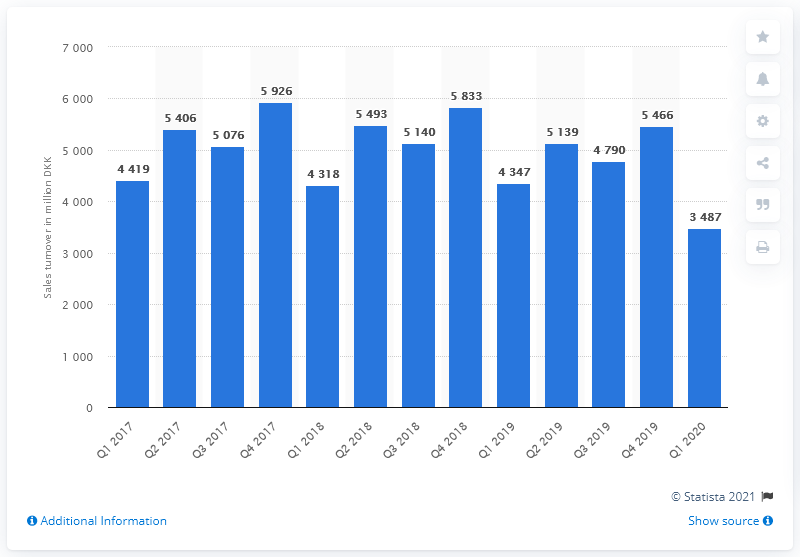 7 000
6 000
5 000
4 000
3 000
2 000
1 000
0
Sales turnover in million DKK
4 419
5 406
5 076
5 926
4 318
5 493
5 140
5 833
4 347
5 139
4 790
5 466
3 487
Q1 2017
Q2 2017
Q3 2017
Q4 2017
Q1 2018
Q2 2018
Q3 2018
Q4 2018
Q1 2019
Q2 2019
Q3 2019
Q4 2019
Q1 2020
© Statista 2021
Additional Information
Show source